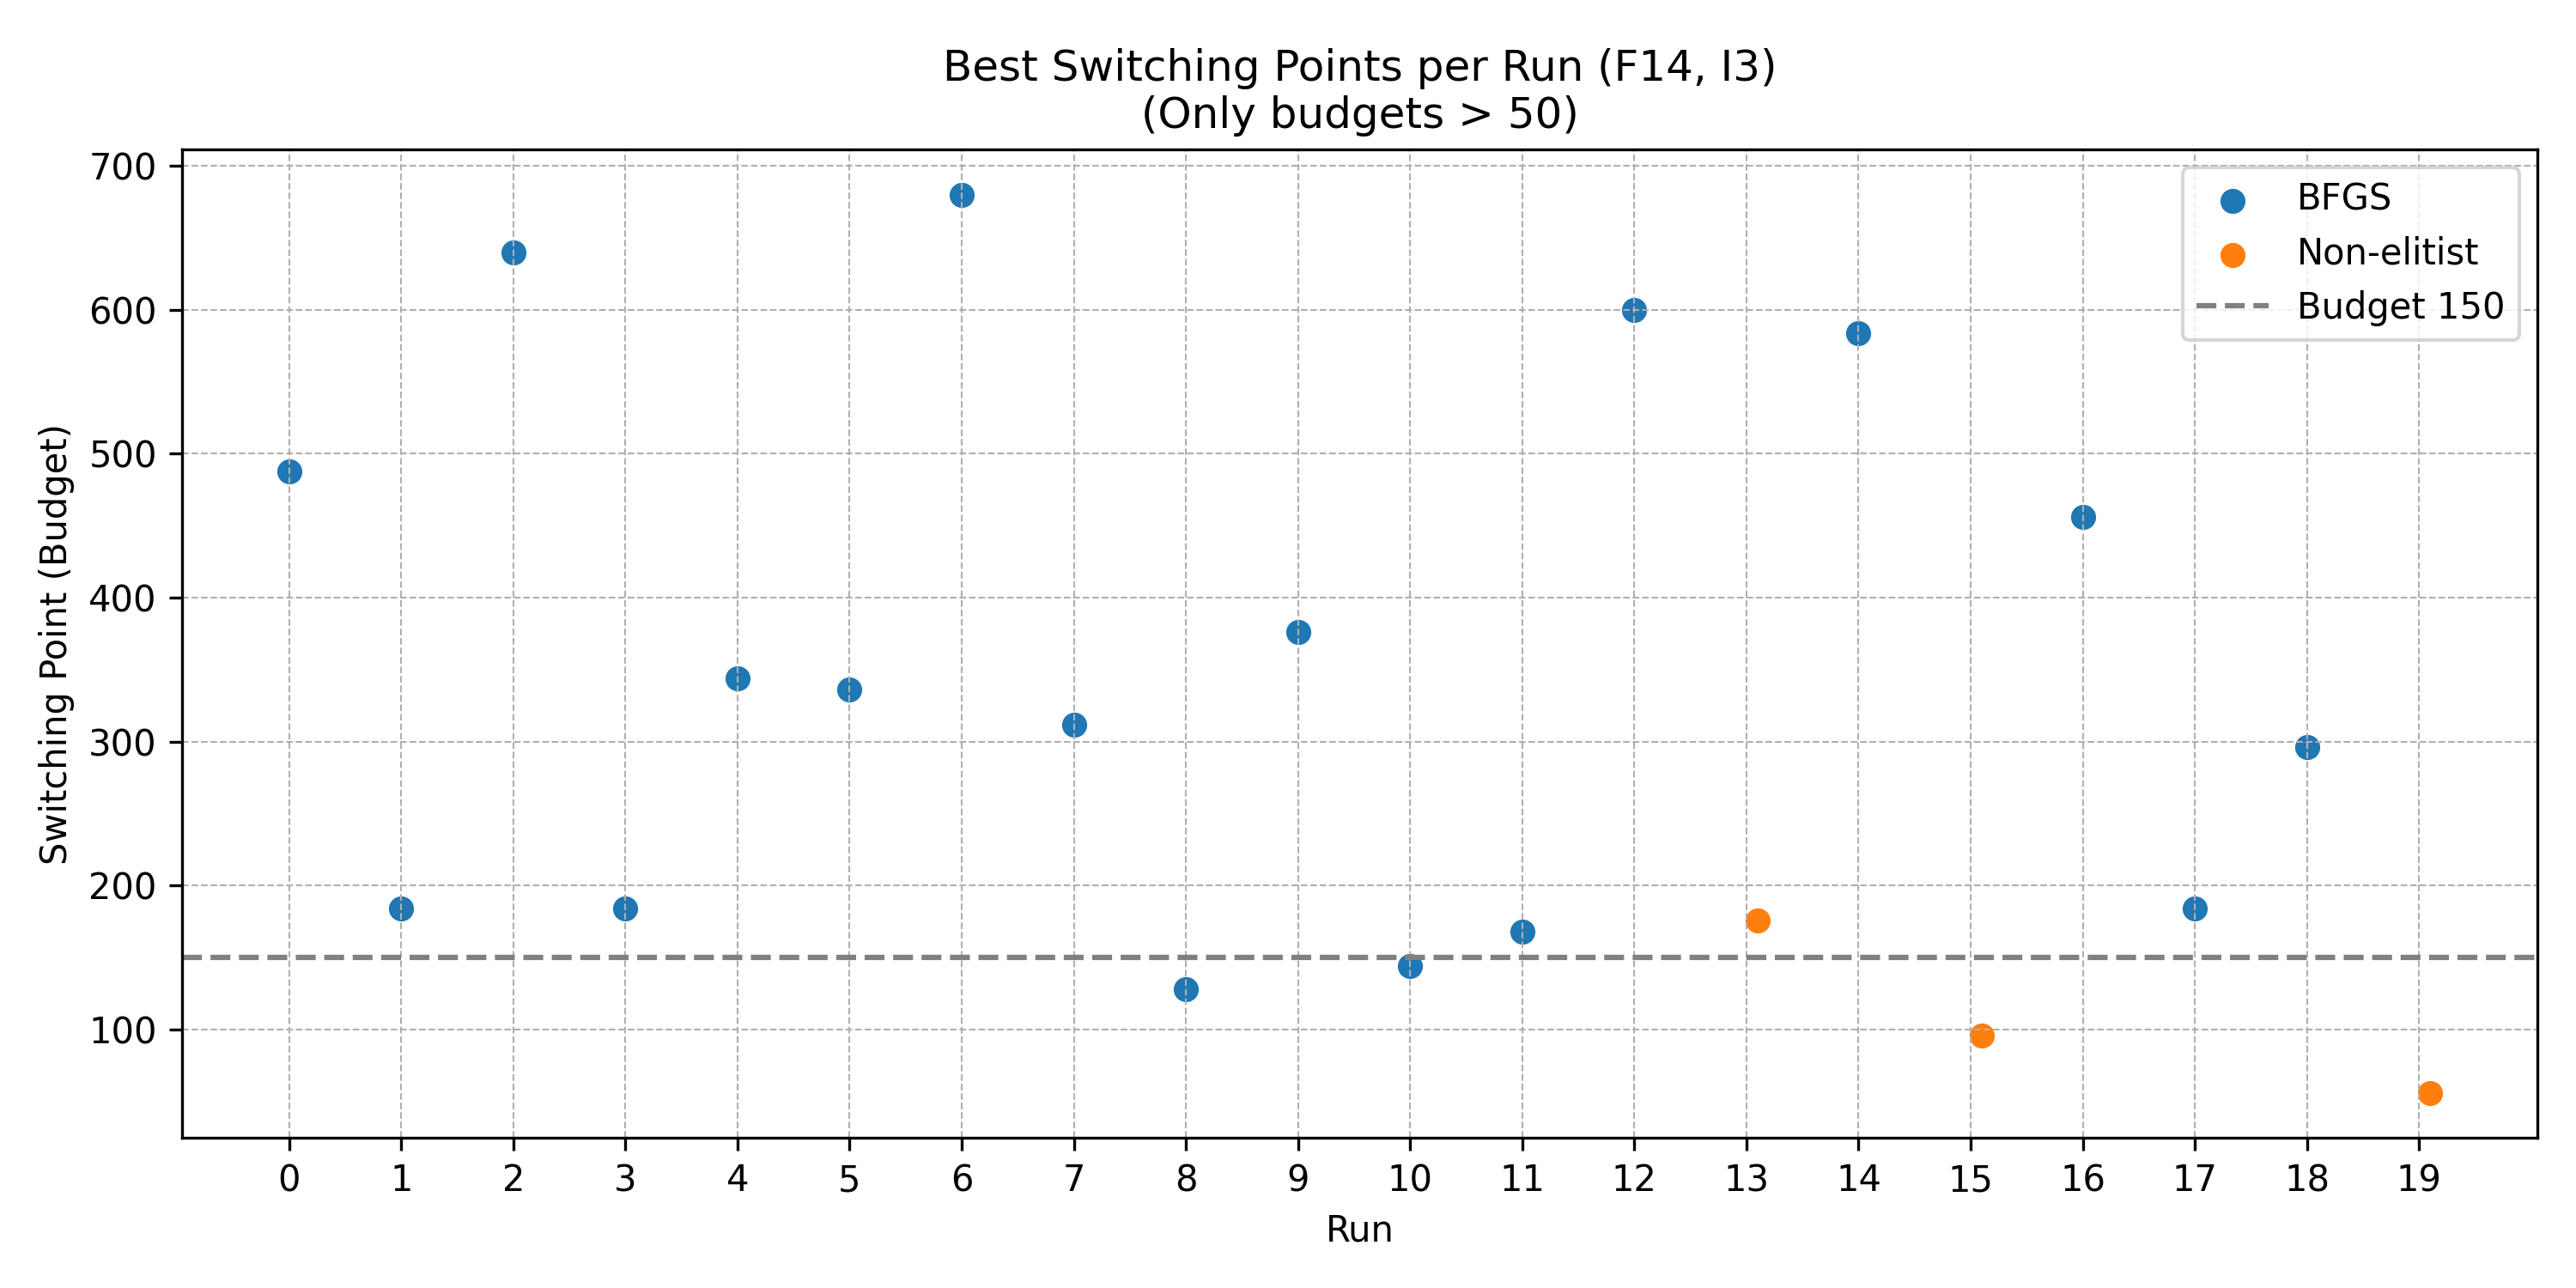 Best Switching Points per Run (F14, I3)
(Only budgets > 50)
Switching Point (Budget)
700
600
500
400
300
200
100
BFGS
Non-elitist
Budget 150
0 1 2 3 4 5 6 7 8 9 10 11 12 13 14 15 16 17 18 19
Run